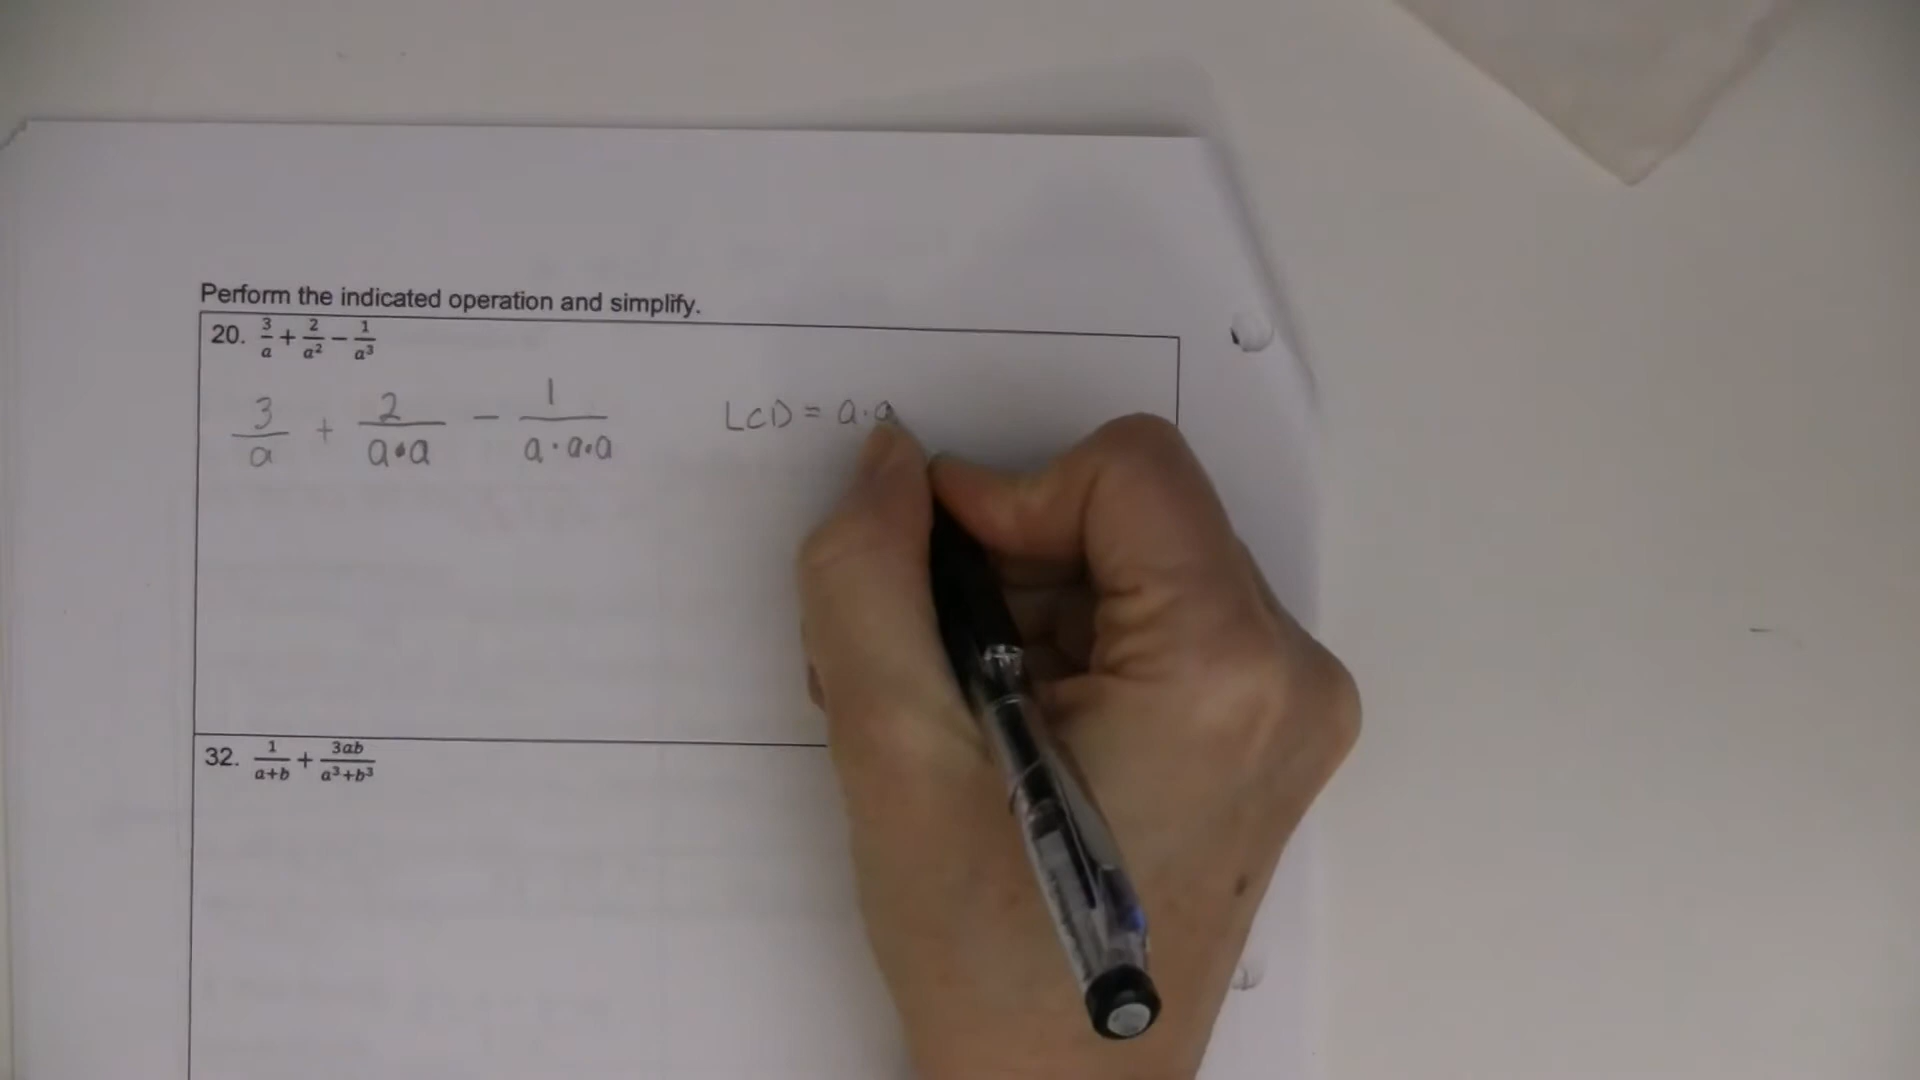 Perform the indicated operation and simplify.
20. 3/a + 2/a² − 1/a³
3/a + 2/(a·a) − 1/(a·a·a) LCD = a·a
32. 1/(a+b) + 3ab/(a³+b³)